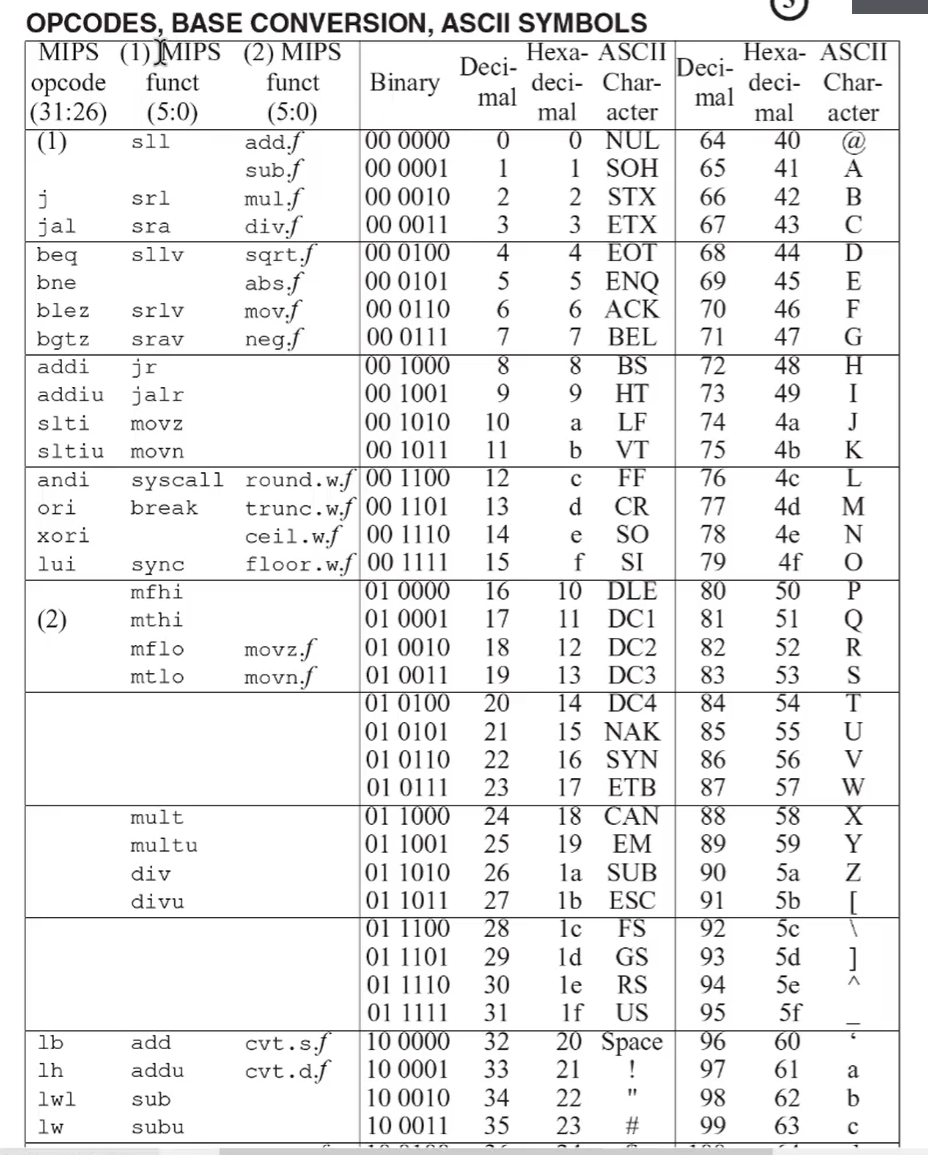 OPCODES, BASE CONVERSION, ASCII SYMBOLS
MIPS (1) MIPS (2) MIPS Hexa- ASCII Hexa- ASCII
opcode funct funct Binary Deci- deci- Char- Deci- deci- Char-
(31:26) (5:0) (5:0) mal mal acter mal mal acter
(1) sll add.f 00 0000 0 0 NUL 64 40 @
sub.f 00 0001 1 1 SOH 65 41 A
j srl mul.f 00 0010 2 2 STX 66 42 B
jal sra div.f 00 0011 3 3 ETX 67 43 C
beq sllv sqrt.f 00 0100 4 4 EOT 68 44 D
bne abs.f 00 0101 5 5 ENQ 69 45 E
blez srlv mov.f 00 0110 6 6 ACK 70 46 F
bgtz srav neg.f 00 0111 7 7 BEL 71 47 G
addi jr 00 1000 8 8 BS 72 48 H
addiu jalr 00 1001 9 9 HT 73 49 I
slti movz 00 1010 10 a LF 74 4a J
sltiu movn 00 1011 11 b VT 75 4b K
andi syscall round.w.f 00 1100 12 c FF 76 4c L
ori break trunc.w.f 00 1101 13 d CR 77 4d M
xori ceil.w.f 00 1110 14 e SO 78 4e N
lui sync floor.w.f 00 1111 15 f SI 79 4f O
mfhi 01 0000 16 10 DLE 80 50 P
(2) mthi 01 0001 17 11 DC1 81 51 Q
mflo movz.f 01 0010 18 12 DC2 82 52 R
mtlo movn.f 01 0011 19 13 DC3 83 53 S
01 0100 20 14 DC4 84 54 T
01 0101 21 15 NAK 85 55 U
01 0110 22 16 SYN 86 56 V
01 0111 23 17 ETB 87 57 W
mult 01 1000 24 18 CAN 88 58 X
multu 01 1001 25 19 EM 89 59 Y
div 01 1010 26 1a SUB 90 5a Z
divu 01 1011 27 1b ESC 91 5b [
01 1100 28 1c FS 92 5c \
01 1101 29 1d GS 93 5d ]
01 1110 30 1e RS 94 5e ^
01 1111 31 1f US 95 5f _
lb add cvt.s.f 10 0000 32 20 Space 96 60 ‘
lh addu cvt.d.f 10 0001 33 21 ! 97 61 a
lwl sub 10 0010 34 22 " 98 62 b
lw subu 10 0011 35 23 # 99 63 c